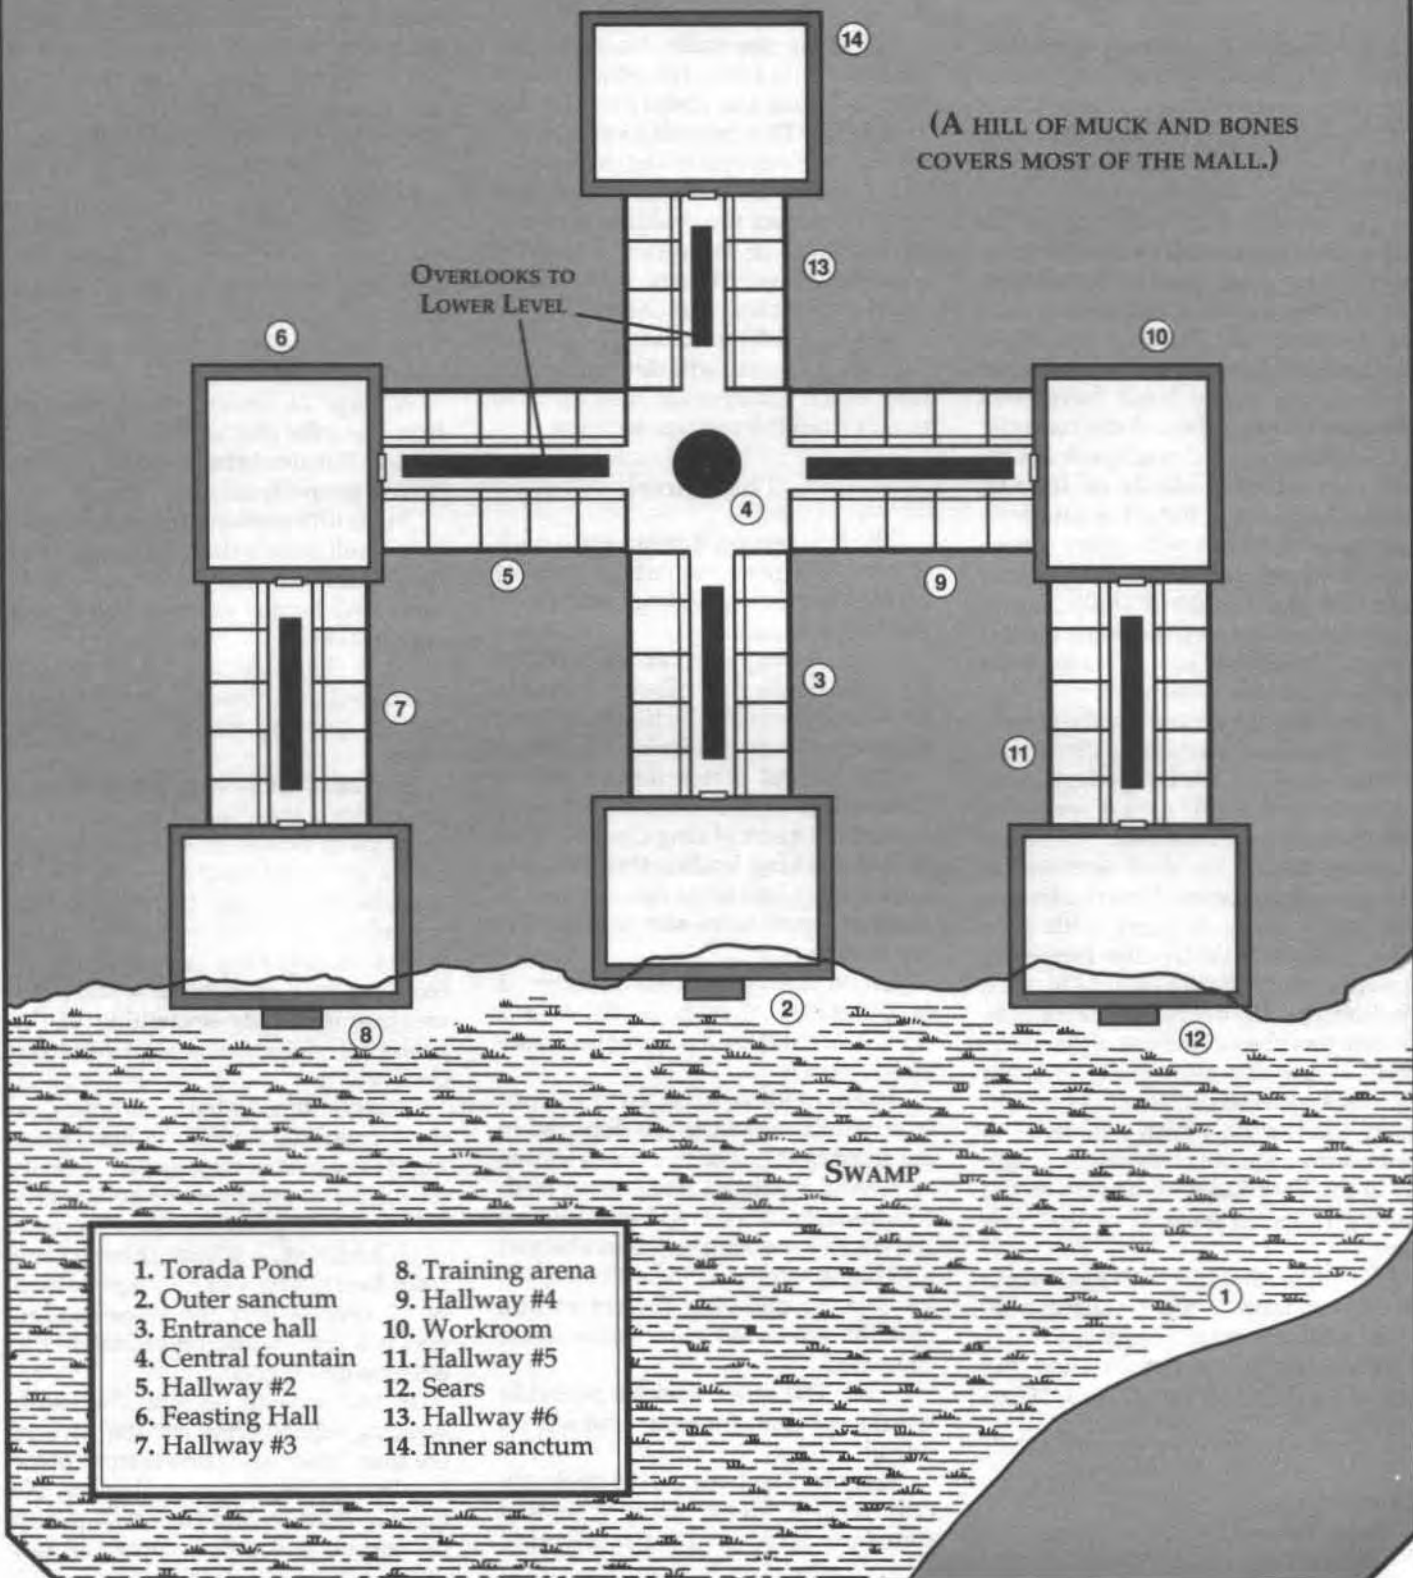 14
(A HILL OF MUCK AND BONES
COVERS MOST OF THE MALL.)
13
OVERLOOKS TO
LOWER LEVEL
6
10
4
5
9
3
7
11
2
8
12
SWAMP
1
1. Torada Pond
2. Outer sanctum
3. Entrance hall
4. Central fountain
5. Hallway #2
6. Feasting Hall
7. Hallway #3
8. Training arena
9. Hallway #4
10. Workroom
11. Hallway #5
12. Sears
13. Hallway #6
14. Inner sanctum